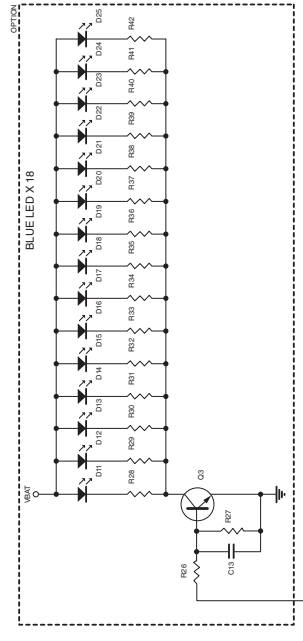 OPTION
BLUE LED X 18
VBAT
D25
D24
D23
D22
D21
D20
D19
D18
D17
D16
D15
D14
D13
D12
D11
R42
R41
R40
R39
R38
R37
R36
R35
R34
R33
R32
R31
R30
R29
R28
Q3
R27
C13
R26